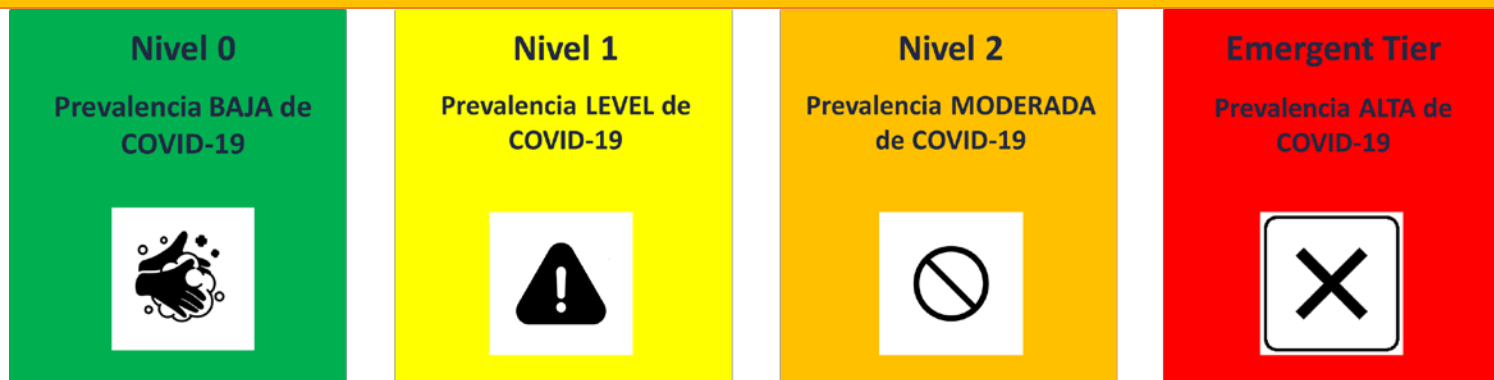 Nivel 0
Prevalencia BAJA de
COVID-19
Nivel 1
Prevalencia LEVEL de
COVID-19
Nivel 2
Prevalencia MODERADA
de COVID-19
Emergent Tier
Prevalencia ALTA de
COVID-19